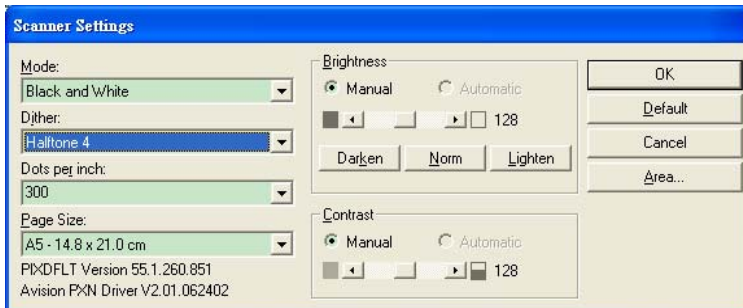 Scanner Settings
Mode:
Black and White
Dither:
Halftone 4
Dots per inch:
300
Page Size:
A5 - 14.8 x 21.0 cm
PIXDFLT Version 55.1.260.851
Avision PXN Driver V2.01.062402
Brightness
Manual Automatic
128
Darken Norm Lighten
Contrast
Manual Automatic
128
OK
Default
Cancel
Area...